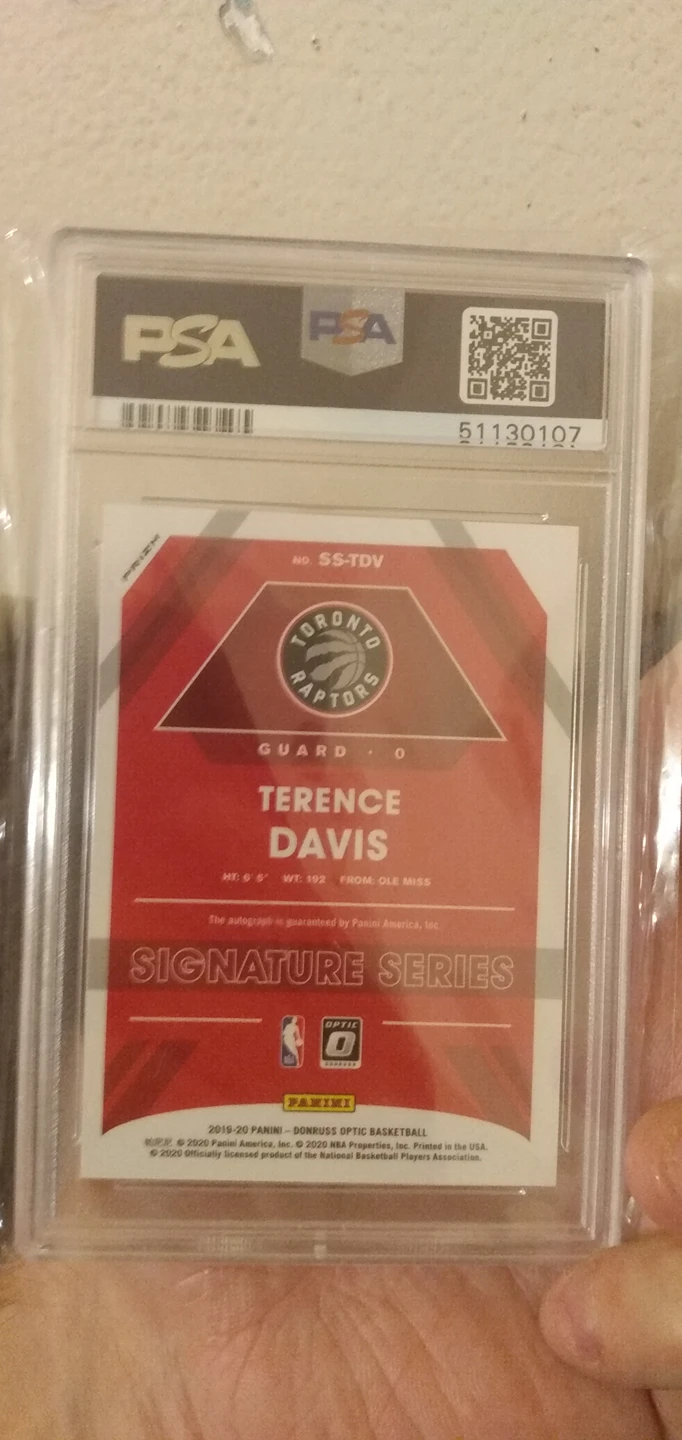 PSA
PSA
51130107
PRIZM
NO. SS-TDV
TORONTO
RAPTORS
GUARD · 0
TERENCE
DAVIS
HT: 6' 5" WT: 192 FROM: OLE MISS
The autograph is guaranteed by Panini America, Inc.
SIGNATURE SERIES
OPTIC
DONRUSS
PANINI
2019-20 PANINI – DONRUSS OPTIC BASKETBALL
© 2020 Panini America, Inc. © 2020 NBA Properties, Inc. Printed in the USA.
© 2020 Officially licensed product of the National Basketball Players Association.